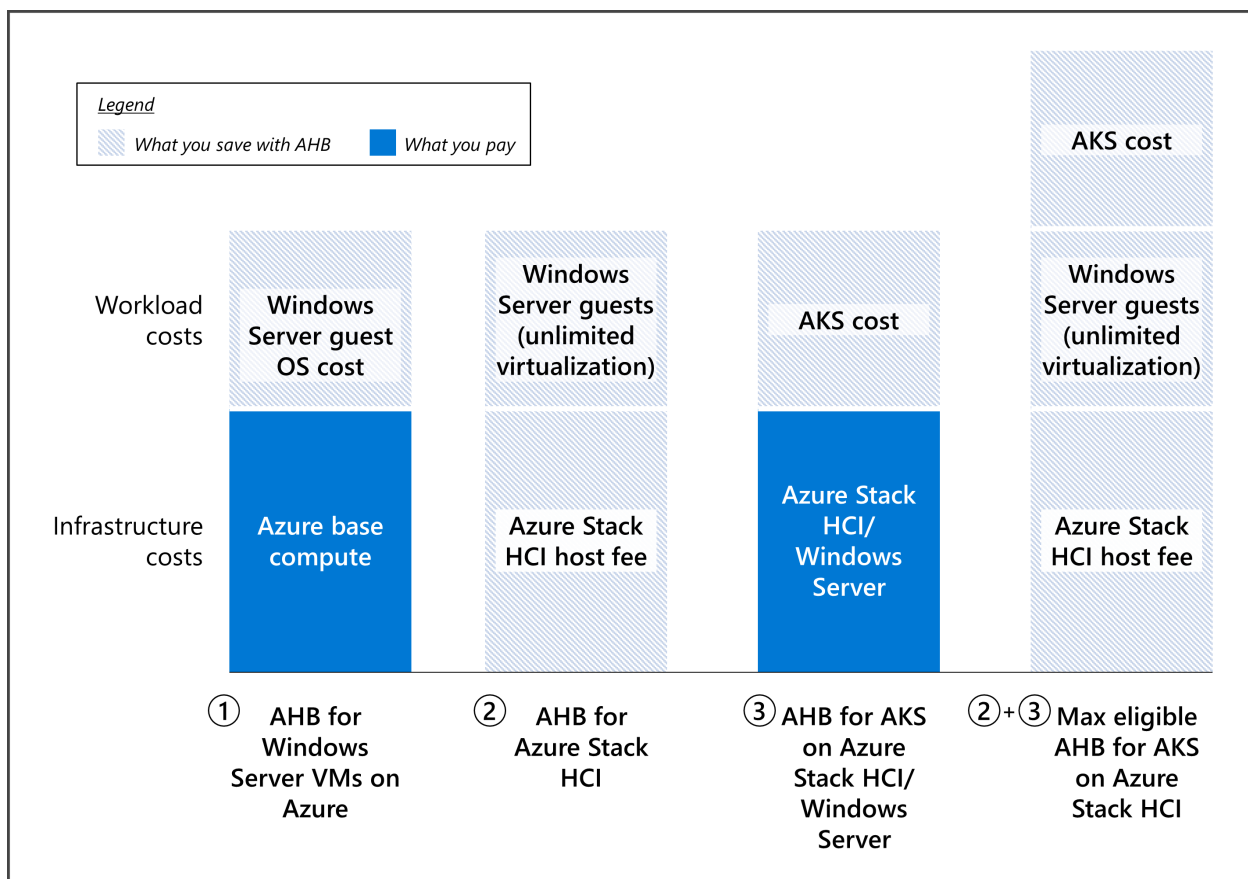 Legend
What you save with AHB
What you pay
AKS cost
Workload
costs
Windows
Server guest
OS cost
Windows
Server guests
(unlimited
virtualization)
AKS cost
Windows
Server guests
(unlimited
virtualization)
Infrastructure
costs
Azure base
compute
Azure Stack
HCI host fee
Azure Stack
HCI/
Windows
Server
Azure Stack
HCI host fee
1 AHB for
Windows
Server VMs on
Azure
2 AHB for
Azure Stack
HCI
3 AHB for AKS
on Azure
Stack HCI/
Windows
Server
2+3 Max eligible
AHB for AKS
on Azure
Stack HCI